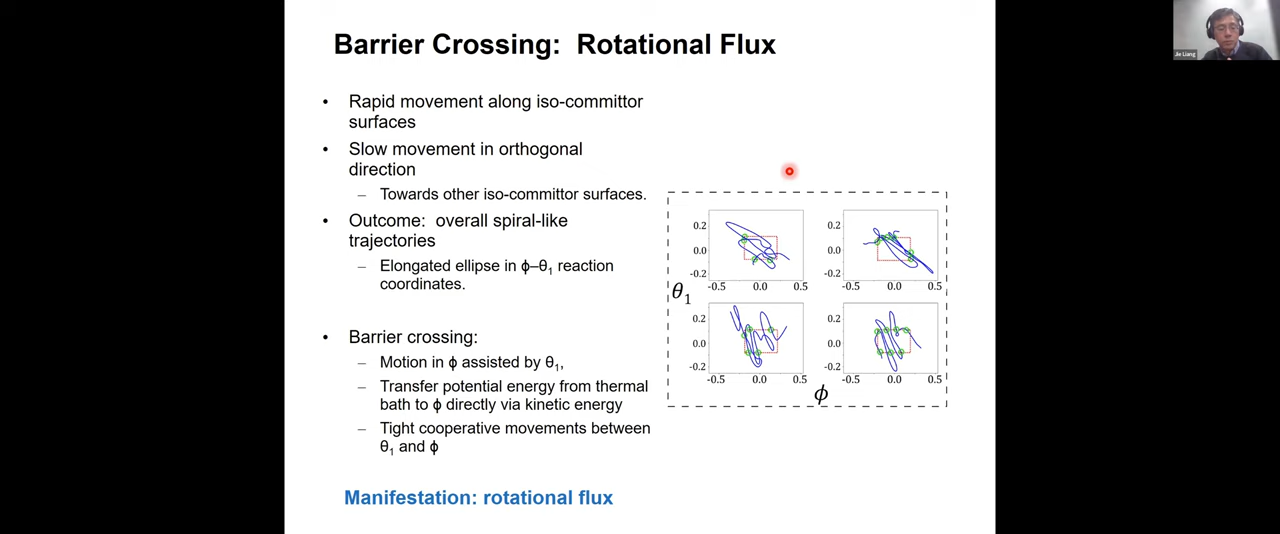 Barrier Crossing: Rotational Flux
• Rapid movement along iso-committor
surfaces
• Slow movement in orthogonal
direction
– Towards other iso-committor surfaces.
• Outcome: overall spiral-like
trajectories
– Elongated ellipse in ϕ–θ₁ reaction
coordinates.
• Barrier crossing:
– Motion in ϕ assisted by θ₁,
– Transfer potential energy from thermal
bath to ϕ directly via kinetic energy
– Tight cooperative movements between
θ₁ and ϕ
Manifestation: rotational flux
0.2
0.0
-0.2
-0.5 0.0 0.5
0.2
0.0
-0.2
-0.5 0.0 0.5
θ₁
0.2
0.0
-0.2
-0.5 0.0 0.5
0.2
0.0
-0.2
-0.5 0.0 0.5
ϕ
Jie Liang